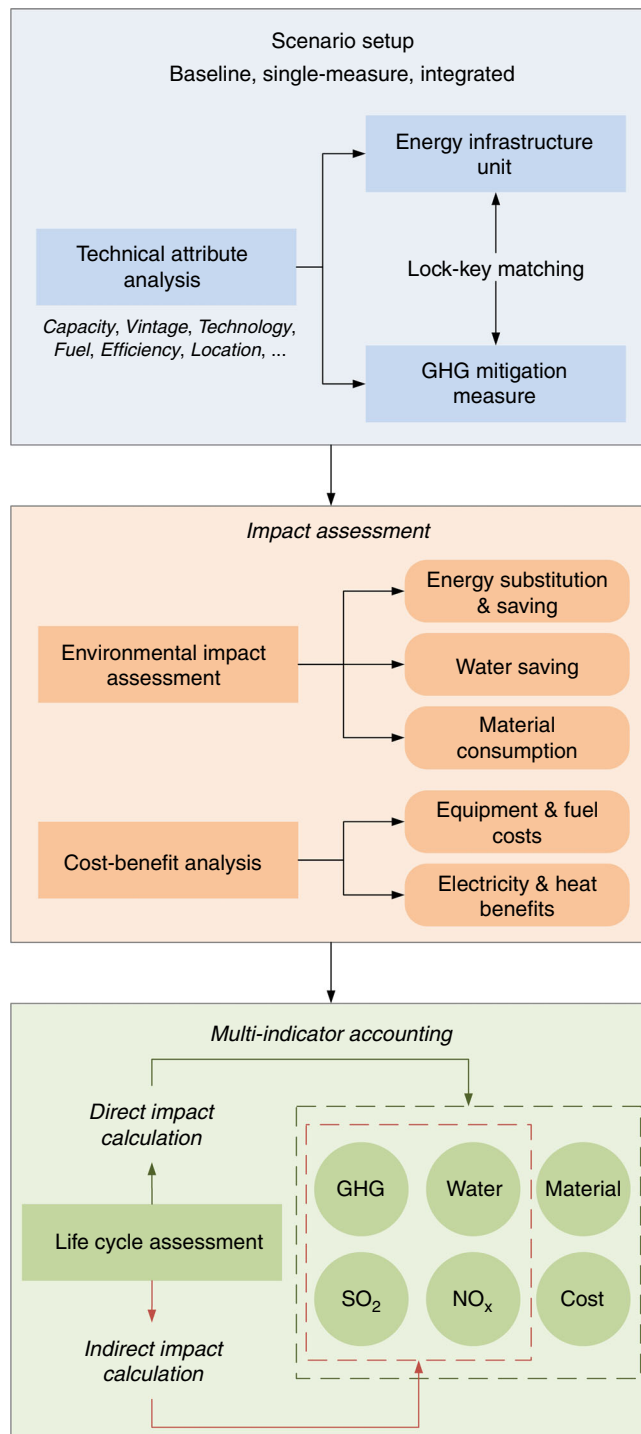 Scenario setup
Baseline, single-measure, integrated
Energy infrastructure
unit
Technical attribute
analysis
Capacity, Vintage, Technology,
Fuel, Efficiency, Location, ...
Lock-key matching
GHG mitigation
measure
Impact assessment
Environmental impact
assessment
Energy substitution
& saving
Water saving
Material
consumption
Cost-benefit analysis
Equipment & fuel
costs
Electricity & heat
benefits
Multi-indicator accounting
Direct impact
calculation
Life cycle assessment
Indirect impact
calculation
GHG
Water
Material
SO2
NOx
Cost